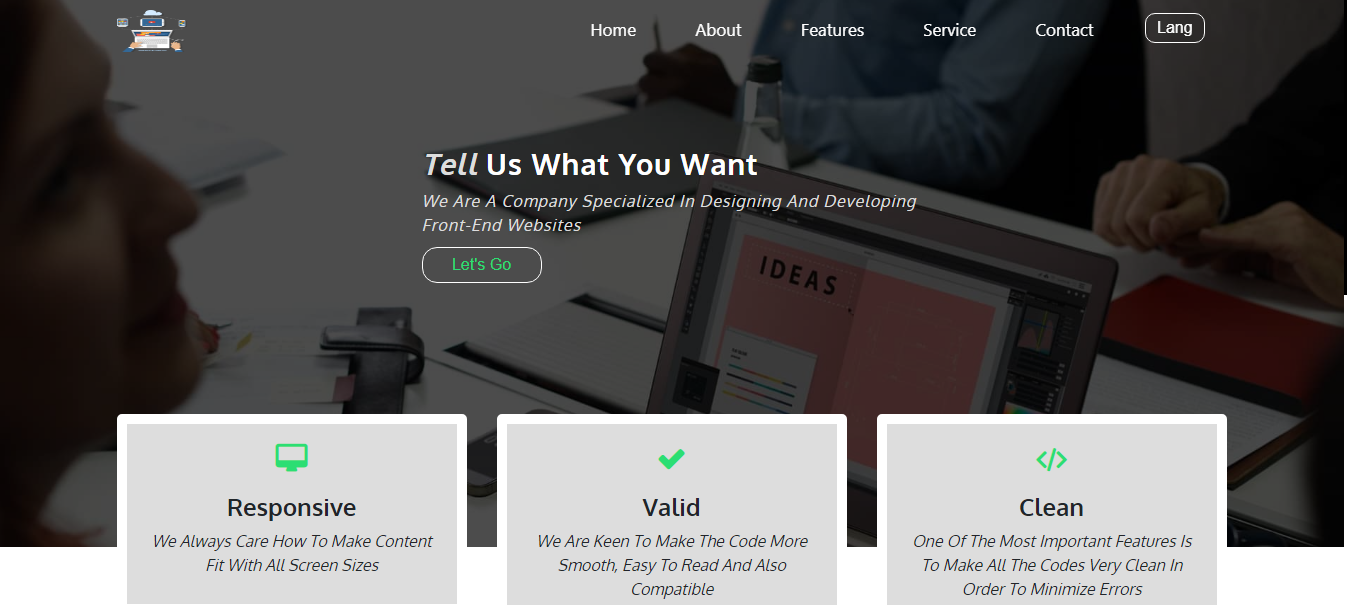 Home About Features Service Contact Lang
Tell Us What You Want
We Are A Company Specialized In Designing And Developing
Front-End Websites
Let's Go
IDEAS
Responsive
We Always Care How To Make Content
Fit With All Screen Sizes
Valid
We Are Keen To Make The Code More
Smooth, Easy To Read And Also
Compatible
Clean
One Of The Most Important Features Is
To Make All The Codes Very Clean In
Order To Minimize Errors